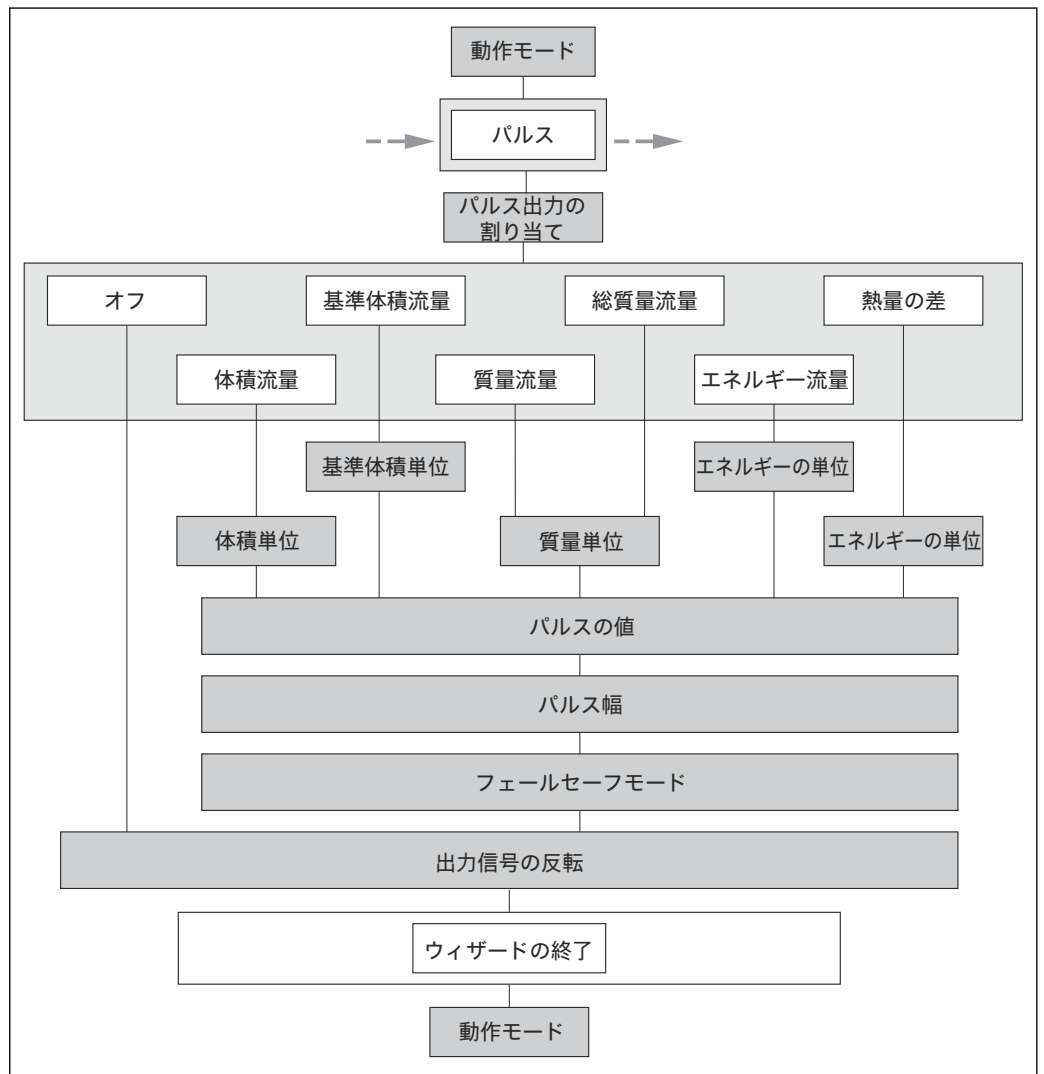 動作モード
パルス
パルス出力の
割り当て
オフ
基準体積流量
総質量流量
熱量の差
体積流量
質量流量
エネルギー流量
基準体積単位
エネルギーの単位
体積単位
質量単位
エネルギーの単位
パルスの値
パルス幅
フェールセーフモード
出力信号の反転
ウィザードの終了
動作モード